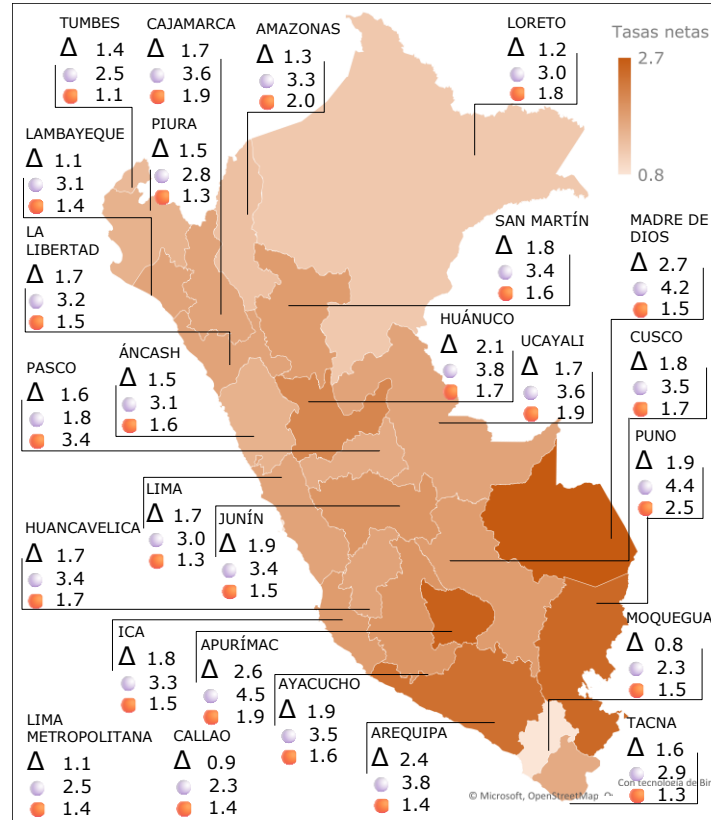 TUMBES
Δ 1.4
2.5
1.1
CAJAMARCA
Δ 1.7
3.6
1.9
AMAZONAS
Δ 1.3
3.3
2.0
LORETO
Δ 1.2
3.0
1.8
Tasas netas
2.7
0.8
LAMBAYEQUE
Δ 1.1
3.1
1.4
PIURA
Δ 1.5
2.8
1.3
LA
LIBERTAD
Δ 1.7
3.2
1.5
SAN MARTÍN
Δ 1.8
3.4
1.6
MADRE DE
DIOS
Δ 2.7
4.2
1.5
HUÁNUCO
Δ 2.1
3.8
1.7
UCAYALI
Δ 1.7
3.6
1.9
CUSCO
Δ 1.8
3.5
1.7
PASCO
Δ 1.6
1.8
3.4
ÁNCASH
Δ 1.5
3.1
1.6
PUNO
Δ 1.9
4.4
2.5
LIMA
Δ 1.7
3.0
1.3
JUNÍN
Δ 1.9
3.4
1.5
HUANCAVELICA
Δ 1.7
3.4
1.7
MOQUEGUA
Δ 0.8
2.3
1.5
ICA
Δ 1.8
3.3
1.5
APURÍMAC
Δ 2.6
4.5
1.9
AYACUCHO
Δ 1.9
3.5
1.6
LIMA
METROPOLITANA
Δ 1.1
2.5
1.4
CALLAO
Δ 0.9
2.3
1.4
AREQUIPA
Δ 2.4
3.8
1.4
TACNA
Δ 1.6
2.9
1.3
Con tecnología de Bin
© Microsoft, OpenStreetMap